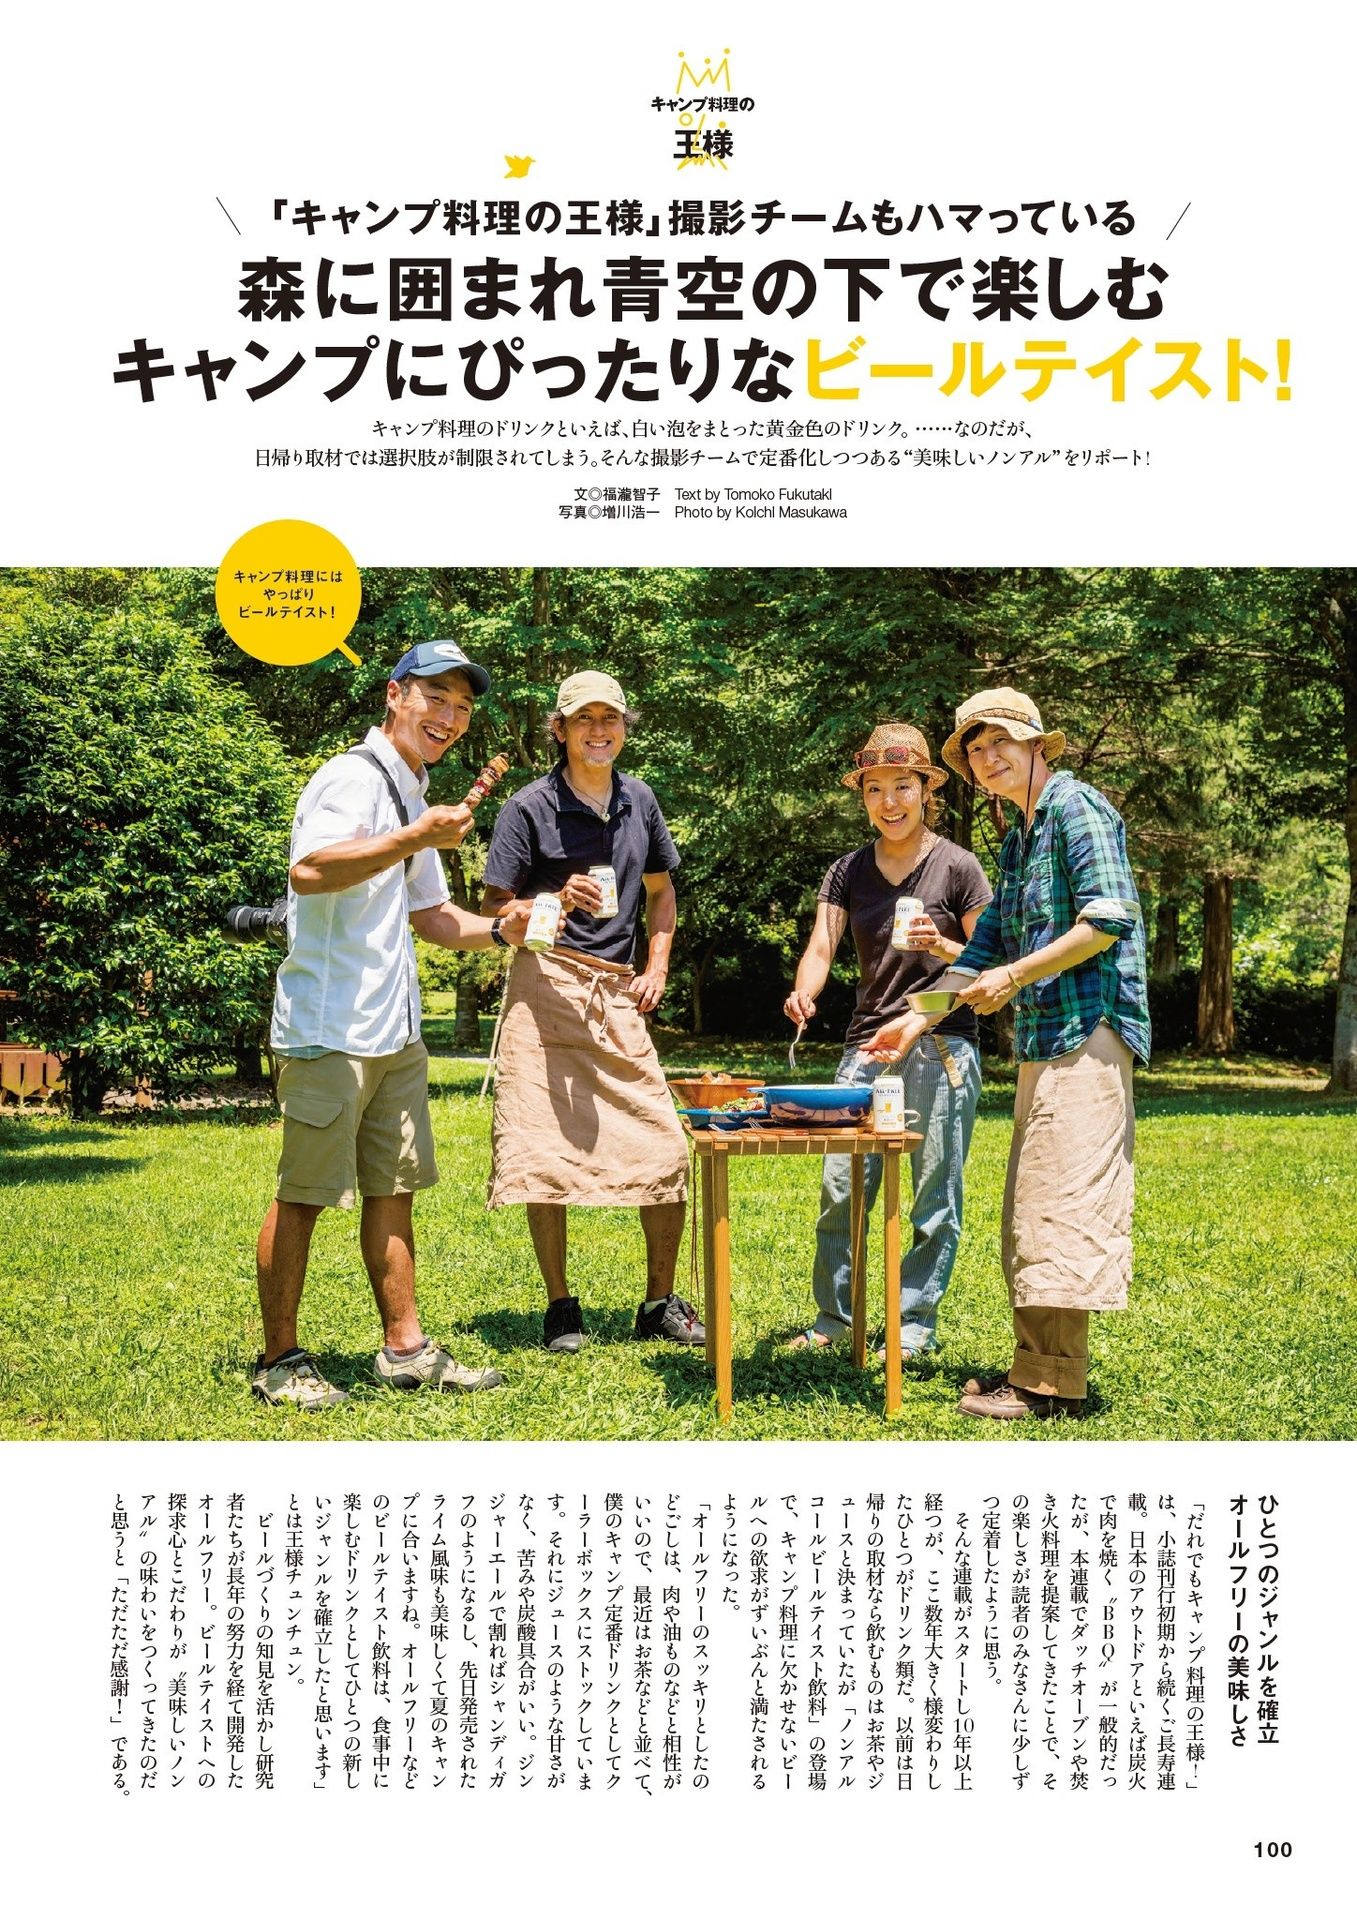 キャンプ料理の
王様
「キャンプ料理の王様」撮影チームもハマっている
森に囲まれ青空の下で楽しむ
キャンプにぴったりなビールテイスト!
キャンプ料理のドリンクといえば、白い泡をまとった黄金色のドリンク。……なのだが、
日帰り取材では選択肢が制限されてしまう。そんな撮影チームで定番化しつつある“美味しいノンアル”をリポート!
文◎福瀧智子 Text by Tomoko Fukutaki
写真◎増川浩一 Photo by Koichi Masukawa
キャンプ料理には
やっぱり
ビールテイスト!
ALL-FREE
ひとつのジャンルを確立
オールフリーの美味しさ
「だれでもキャンプ料理の王様!」
は、小誌刊行初期から続くご長寿連
載。日本のアウトドアといえば炭火
で肉を焼く〝BBQ〟が一般的だっ
たが、本連載でダッチオーブンや焚
き火料理を提案してきたことで、そ
の楽しさが読者のみなさんに少しず
つ定着したように思う。
そんな連載がスタートし10年以上
経つが、ここ数年大きく様変わりし
たひとつがドリンク類だ。以前は日
帰りの取材なら飲むものはお茶やジ
ュースと決まっていたが「ノンアル
コールビールテイスト飲料」の登場
で、キャンプ料理に欠かせないビー
ルへの欲求がずいぶんと満たされる
ようになった。
「オールフリーのスッキリとしたの
どごしは、肉や油ものなどと相性が
いいので、最近はお茶などと並べて、
僕のキャンプ定番ドリンクとしてク
ーラーボックスにストックしていま
す。それにジュースのような甘さが
なく、苦みや炭酸具合がいい。ジン
ジャーエールで割ればシャンディガ
フのようになるし、先日発売された
ライム風味も美味しくて夏のキャン
プに合いますね。オールフリーなど
のビールテイスト飲料は、食事中に
楽しむドリンクとしてひとつの新し
いジャンルを確立したと思います」
とは王様チュンチュン。
ビールづくりの知見を活かし研究
者たちが長年の努力を経て開発した
オールフリー。ビールテイストへの
探求心とこだわりが〝美味しいノン
アル〟の味わいをつくってきたのだ
と思うと「ただただ感謝!」である。
100